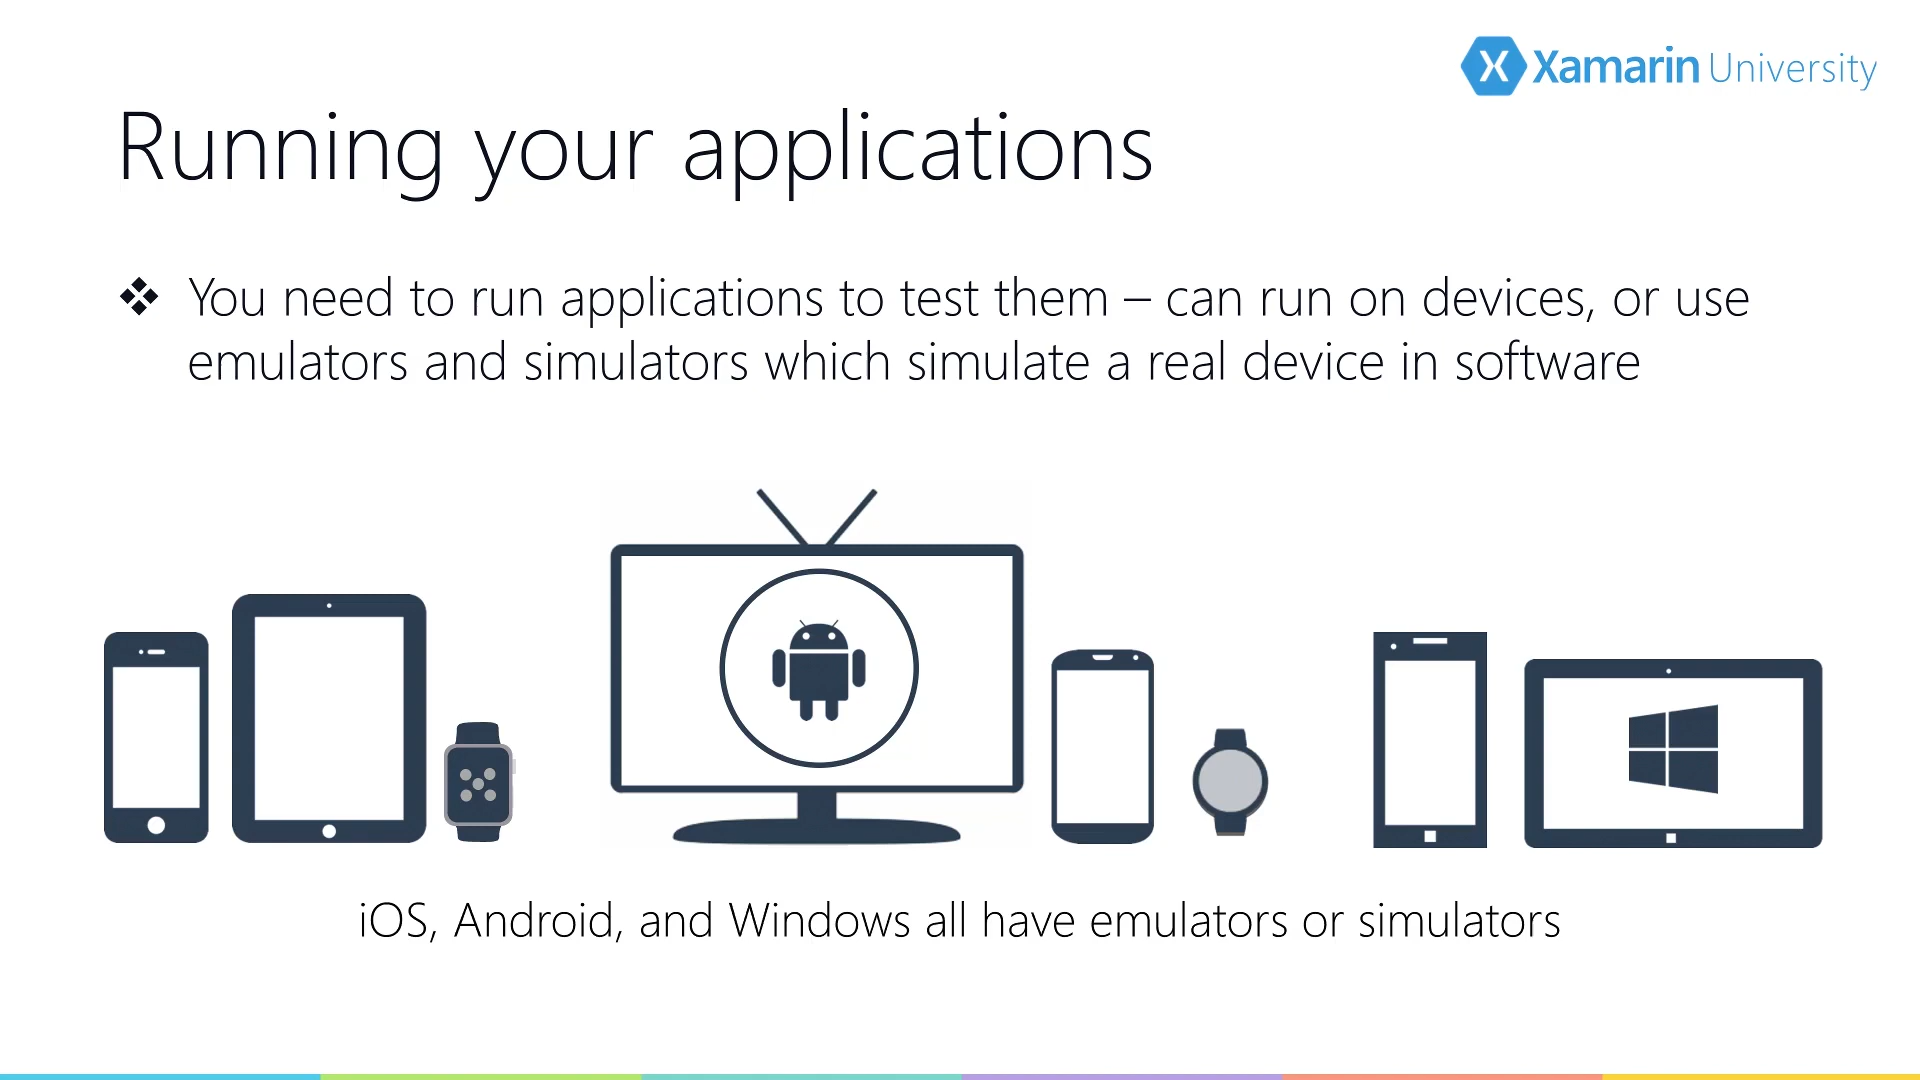 Xamarin University
Running your applications
❖ You need to run applications to test them – can run on devices, or use
emulators and simulators which simulate a real device in software
iOS, Android, and Windows all have emulators or simulators